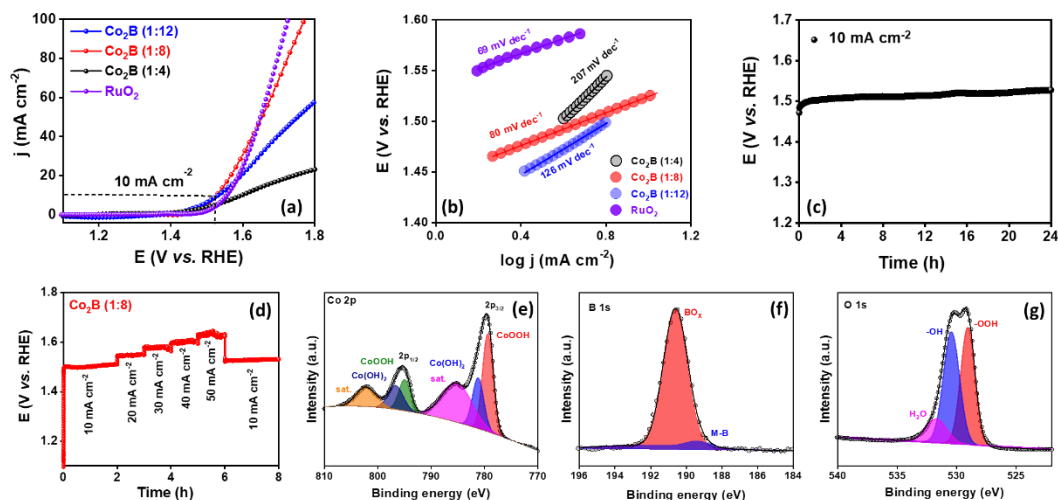 Co₂B (1:12)
Co₂B (1:8)
Co₂B (1:4)
RuO₂
10 mA cm⁻²
(a)
j (mA cm⁻²)
100
80
60
40
20
0
1.2
1.4
1.6
1.8
E (V vs. RHE)
69 mV dec⁻¹
207 mV dec⁻¹
80 mV dec⁻¹
126 mV dec⁻¹
Co₂B (1:4)
Co₂B (1:8)
Co₂B (1:12)
RuO₂
(b)
E (V vs. RHE)
1.60
1.55
1.50
1.45
1.40
0.0
0.4
0.8
1.2
log j (mA cm⁻²)
10 mA cm⁻²
(c)
E (V vs. RHE)
1.7
1.6
1.5
1.4
1.3
1.2
0
4
8
12
16
20
24
Time (h)
Co₂B (1:8)
(d)
10 mA cm⁻²
20 mA cm⁻²
30 mA cm⁻²
40 mA cm⁻²
50 mA cm⁻²
10 mA cm⁻²
E (V vs. RHE)
1.8
1.6
1.4
1.2
0
2
4
6
8
Time (h)
Co 2p
(e)
2p₃/₂
CoOOH
CoOOH
2p₁/₂
Co(OH)₂
Co(OH)₂
sat.
sat.
Intensity (a.u.)
810
800
790
780
770
Binding energy (eV)
B 1s
(f)
BOₓ
M-B
Intensity (a.u.)
196
194
192
190
188
186
184
Binding energy (eV)
O 1s
(g)
-OH
-OOH
H₂O
Intensity (a.u.)
540
535
530
525
Binding energy (eV)